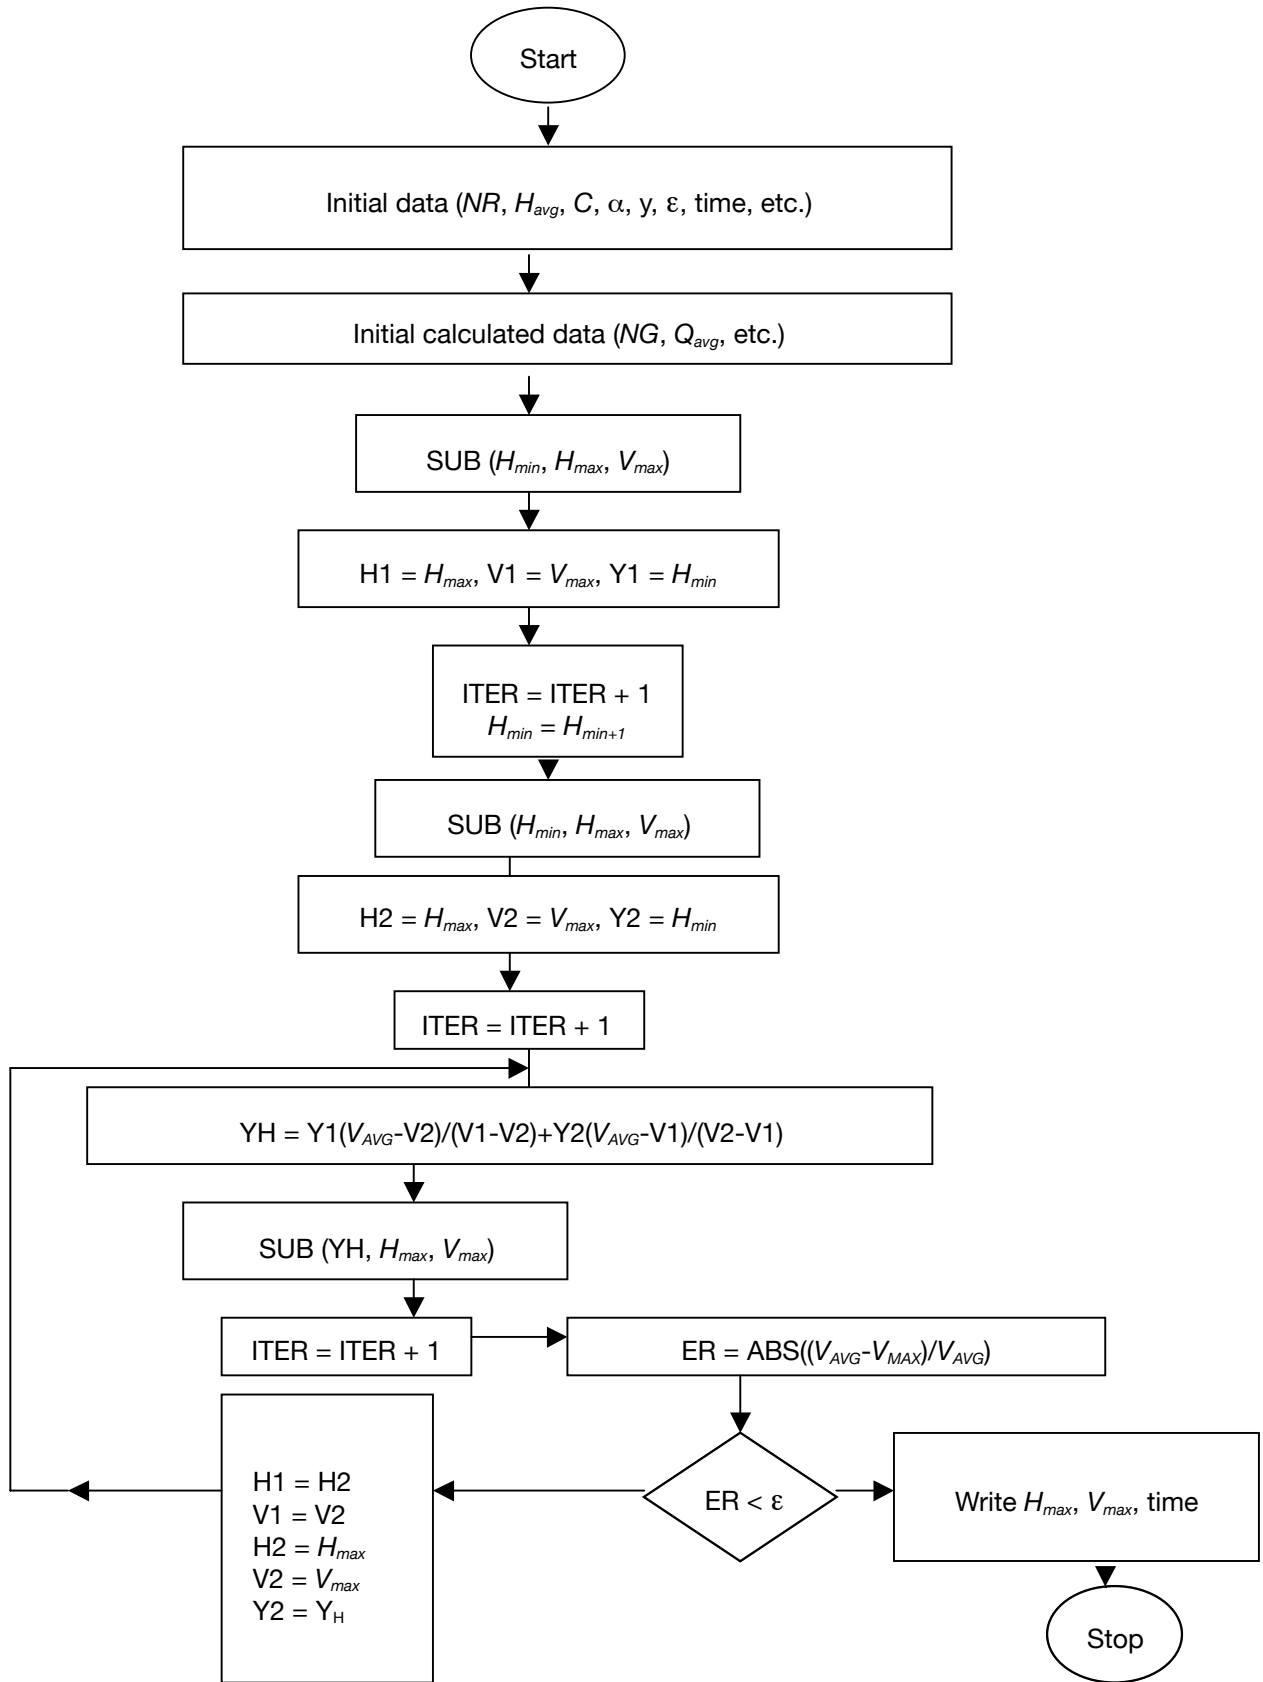 Start
Initial data (NR, Havg, C, α, y, ε, time, etc.)
Initial calculated data (NG, Qavg, etc.)
SUB (Hmin, Hmax, Vmax)
H1 = Hmax, V1 = Vmax, Y1 = Hmin
ITER = ITER + 1
Hmin = Hmin+1
SUB (Hmin, Hmax, Vmax)
H2 = Hmax, V2 = Vmax, Y2 = Hmin
ITER = ITER + 1
YH = Y1(VAVG-V2)/(V1-V2)+Y2(VAVG-V1)/(V2-V1)
SUB (YH, Hmax, Vmax)
ITER = ITER + 1
ER = ABS((VAVG-VMAX)/VAVG)
H1 = H2
V1 = V2
H2 = Hmax
V2 = Vmax
Y2 = YH
ER < ε
Write Hmax, Vmax, time
Stop